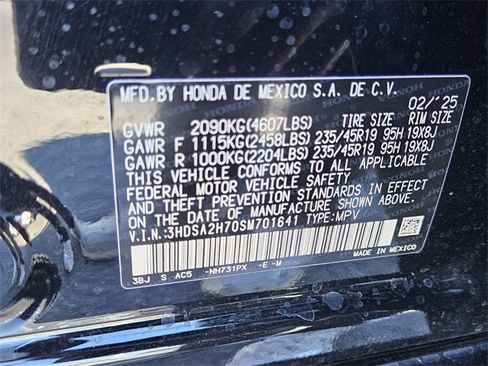 MFD.BY HONDA DE MEXICO S.A. DE C.V.
02/'25
GVWR 2090KG(4607LBS) TIRE SIZE RIM SIZE
GAWR F 1115KG(2458LBS) 235/45R19 95H 19X8J
GAWR R 1000KG(2204LBS) 235/45R19 95H 19X8J
THIS VEHICLE CONFORMS TO ALL APPLICABLE
FEDERAL MOTOR VEHICLE SAFETY
AND THEFT PREVENTION STANDARDS IN EFFECT
ON THE DATE OF MANUFACTURE SHOWN ABOVE.
V.I.N.:3HDSA2H70SM701641 TYPE: MPV
3BJ S AC5 -NH731PX -E -M MADE IN MEXICO